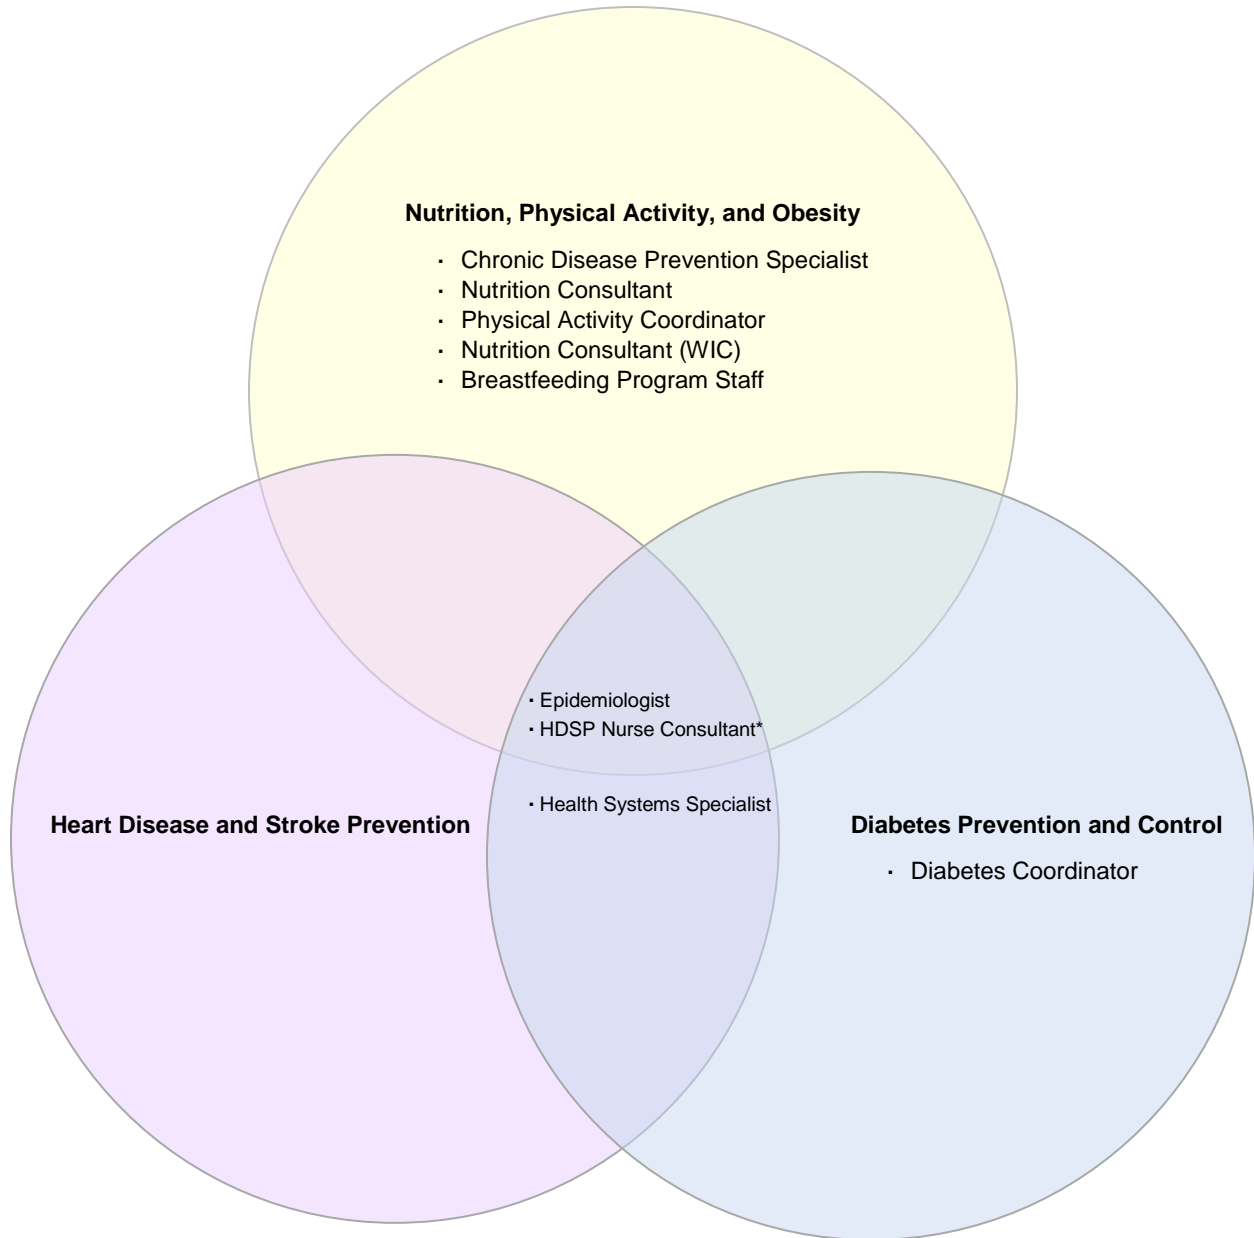 Nutrition, Physical Activity, and Obesity
· Chronic Disease Prevention Specialist
· Nutrition Consultant
· Physical Activity Coordinator
· Nutrition Consultant (WIC)
· Breastfeeding Program Staff
· Epidemiologist
· HDSP Nurse Consultant*
· Health Systems Specialist
Heart Disease and Stroke Prevention
Diabetes Prevention and Control
· Diabetes Coordinator